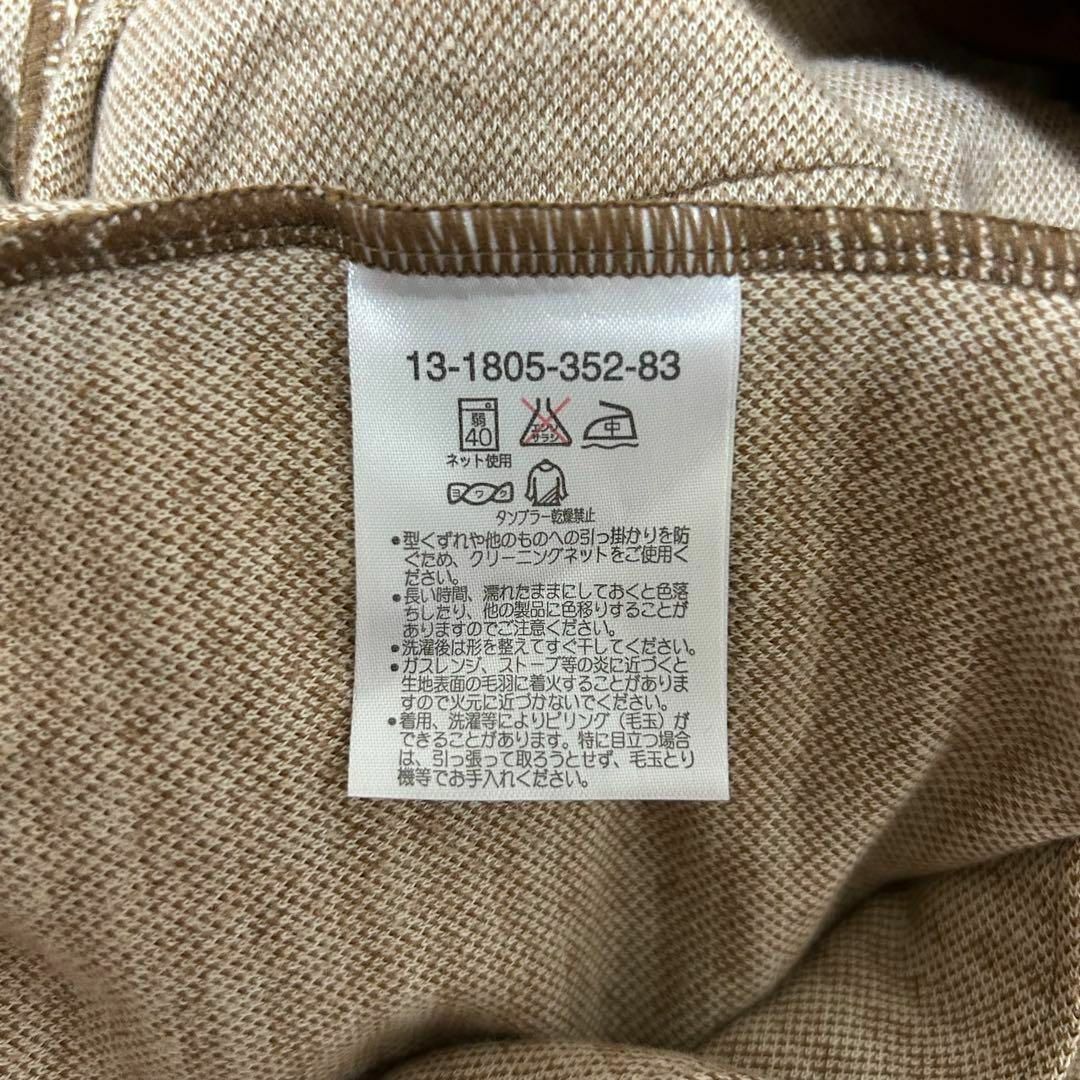 13-1805-352-83
弱
40
エンソ
サラシ
中
ネット使用
ヨワク
タンブラー乾燥禁止
•型くずれや他のものへの引っ掛かりを防
ぐため、クリーニングネットをご使用く
ださい。
•長い時間、濡れたままにしておくと色落
ちしたり、他の製品に色移りすることが
ありますのでご注意ください。
•洗濯後は形を整えてすぐ干してください。
•ガスレンジ、ストーブ等の炎に近づくと
生地表面の毛羽に着火することがありま
すので火元に近づかないでください。
•着用、洗濯等によりピリング（毛玉）が
できることがあります。特に目立つ場合
は、引っ張って取ろうとせず、毛玉とり
機等でお手入れください。